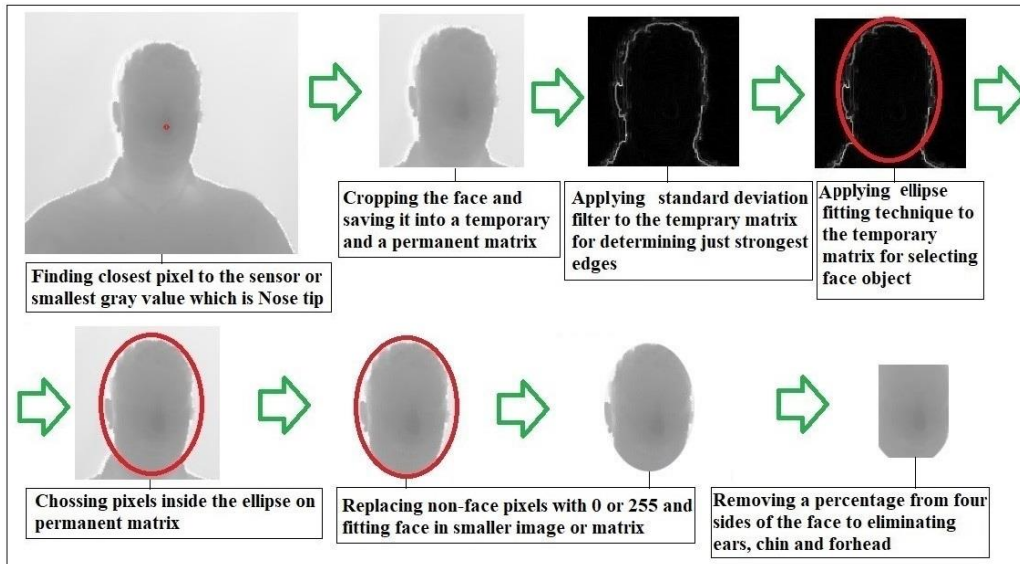 Cropping the face and
saving it into a temporary
and a permanent matrix
Applying standard deviation
filter to the temprary matrix
for determining just strongest
edges
Applying ellipse
fitting technique to
the temporary
matrix for selecting
face object
Finding closest pixel to the sensor or
smallest gray value which is Nose tip
Chossing pixels inside the ellipse on
permanent matrix
Replacing non-face pixels with 0 or 255 and
fitting face in smaller image or matrix
Removing a percentage from four
sides of the face to eliminating
ears, chin and forhead